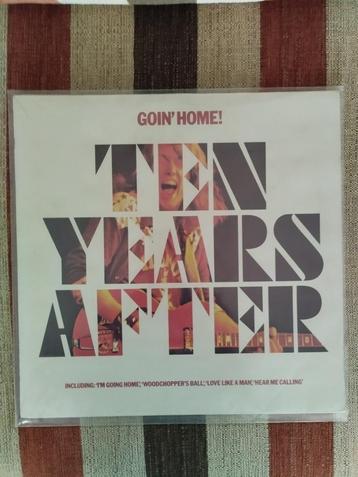 GOIN' HOME!
TEN
YEARS
AFTER
INCLUDING: 'I'M GOING HOME', 'WOODCHOPPER'S BALL', 'LOVE LIKE A MAN', 'HEAR ME CALLING'